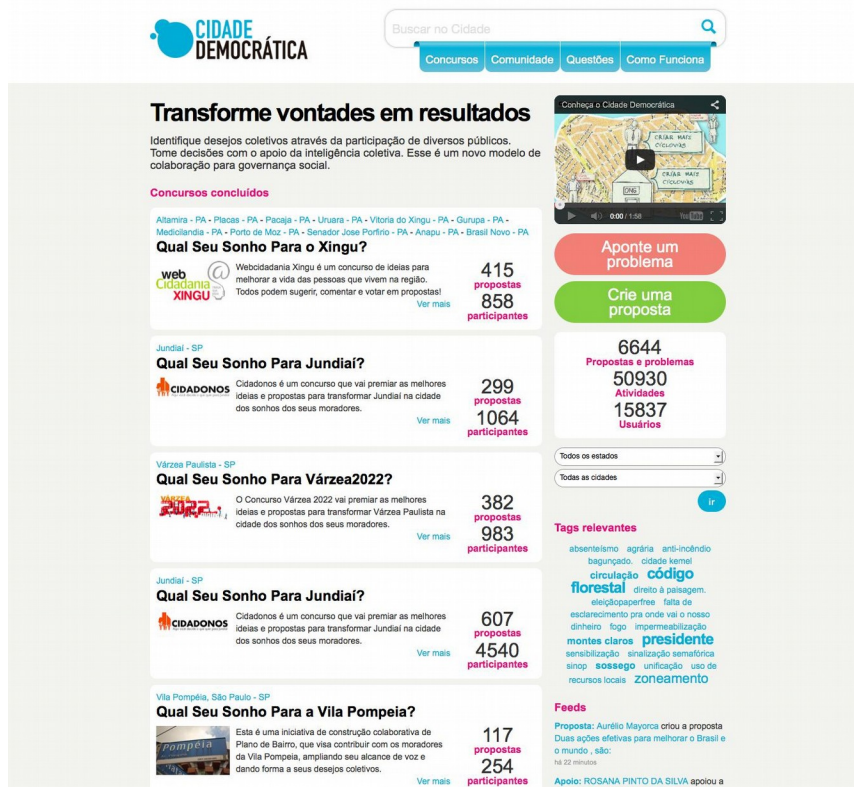 CIDADE
DEMOCRÁTICA
Buscar no Cidade
Concursos Comunidade Questões Como Funciona
Transforme vontades em resultados
Identifique desejos coletivos através da participação de diversos públicos.
Tome decisões com o apoio da inteligência coletiva. Esse é um novo modelo de
colaboração para governança social.
Concursos concluídos
Altamira - PA - Placas - PA - Pacaja - PA - Uruara - PA - Vitoria do Xingu - PA - Gurupa - PA -
Medicilandia - PA - Porto de Moz - PA - Senador Jose Porfirio - PA - Anapu - PA - Brasil Novo - PA
Qual Seu Sonho Para o Xingu?
web
Cidadania
XINGU
Webcidadania Xingu é um concurso de ideias para
melhorar a vida das pessoas que vivem na região.
Todos podem sugerir, comentar e votar em propostas!
Ver mais
415
propostas
858
participantes
Jundiaí - SP
Qual Seu Sonho Para Jundiaí?
CIDADONOS
Cidadonos é um concurso que vai premiar as melhores
ideias e propostas para transformar Jundiaí na cidade
dos sonhos dos seus moradores.
Ver mais
299
propostas
1064
participantes
Várzea Paulista - SP
Qual Seu Sonho Para Várzea2022?
VÁRZEA
2022
O Concurso Várzea 2022 vai premiar as melhores
ideias e propostas para transformar Várzea Paulista na
cidade dos sonhos dos seus moradores.
Ver mais
382
propostas
983
participantes
Jundiaí - SP
Qual Seu Sonho Para Jundiaí?
CIDADONOS
Cidadonos é um concurso que vai premiar as melhores
ideias e propostas para transformar Jundiaí na cidade
dos sonhos dos seus moradores.
Ver mais
607
propostas
4540
participantes
Vila Pompéia, São Paulo - SP
Qual Seu Sonho Para a Vila Pompeia?
Pompéia
Esta é uma iniciativa de construção colaborativa de
Plano de Bairro, que visa contribuir com os moradores
da Vila Pompeia, ampliando seu alcance de voz e
dando forma a seus desejos coletivos.
Ver mais
117
propostas
254
participantes
Conheça o Cidade Democrática
CRIAR MAIS
CICLOVIAS
CRIAR MAIS
CICLOVIAS
ONG
0:00 / 1:58
YouTube
Aponte um
problema
Crie uma
proposta
6644
Propostas e problemas
50930
Atividades
15837
Usuários
Todos os estados
Todas as cidades
ir
Tags relevantes
absenteísmo agrária anti-incêndio
bagunçado. cidade kemel
circulação código
florestal direito à paisagem.
eleiçãopaperfree falta de
esclarecimento pra onde vai o nosso
dinheiro fogo impermeabilização
montes claros presidente
sensibilização sinalização semafórica
sinop sossego unificação uso de
recursos locais zoneamento
Feeds
Proposta: Aurélio Mayorca criou a proposta
Duas ações efetivas para melhorar o Brasil e
o mundo , são:
há 22 minutos
Apoio: ROSANA PINTO DA SILVA apoiou a